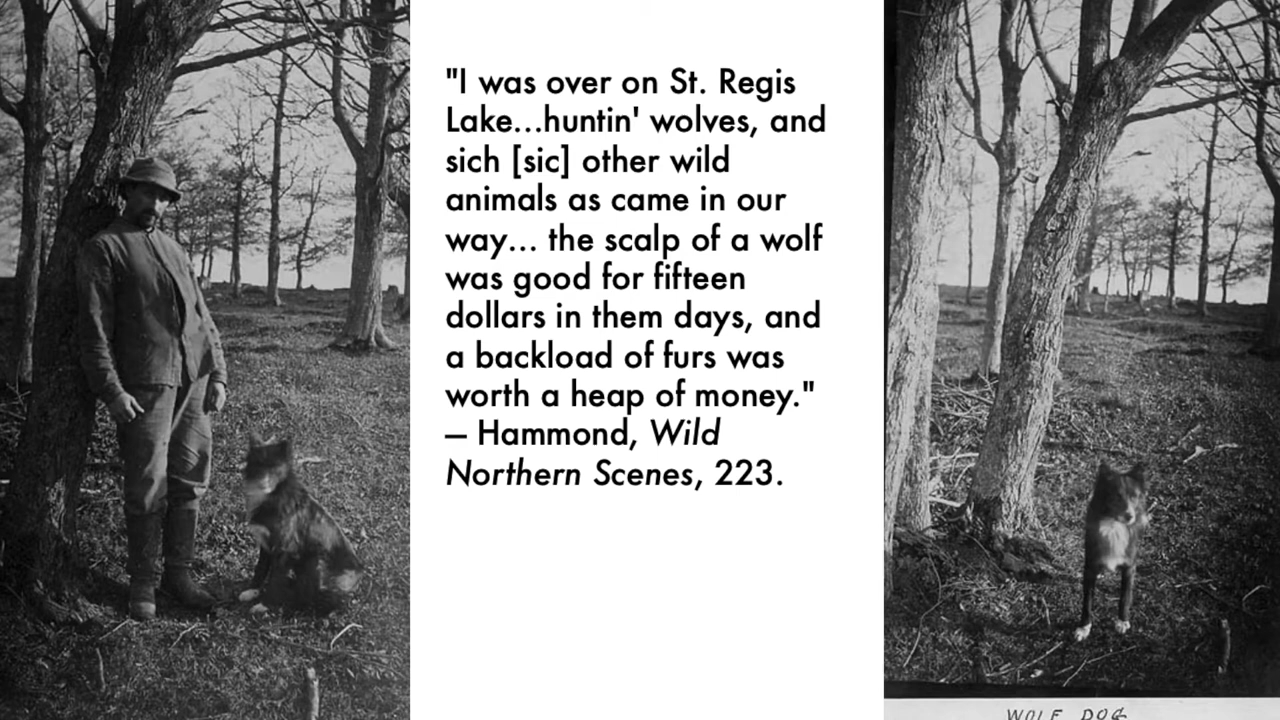 "I was over on St. Regis
Lake...huntin' wolves, and
sich [sic] other wild
animals as came in our
way... the scalp of a wolf
was good for fifteen
dollars in them days, and
a backload of furs was
worth a heap of money."
– Hammond, Wild
Northern Scenes, 223.
WOLF DOG